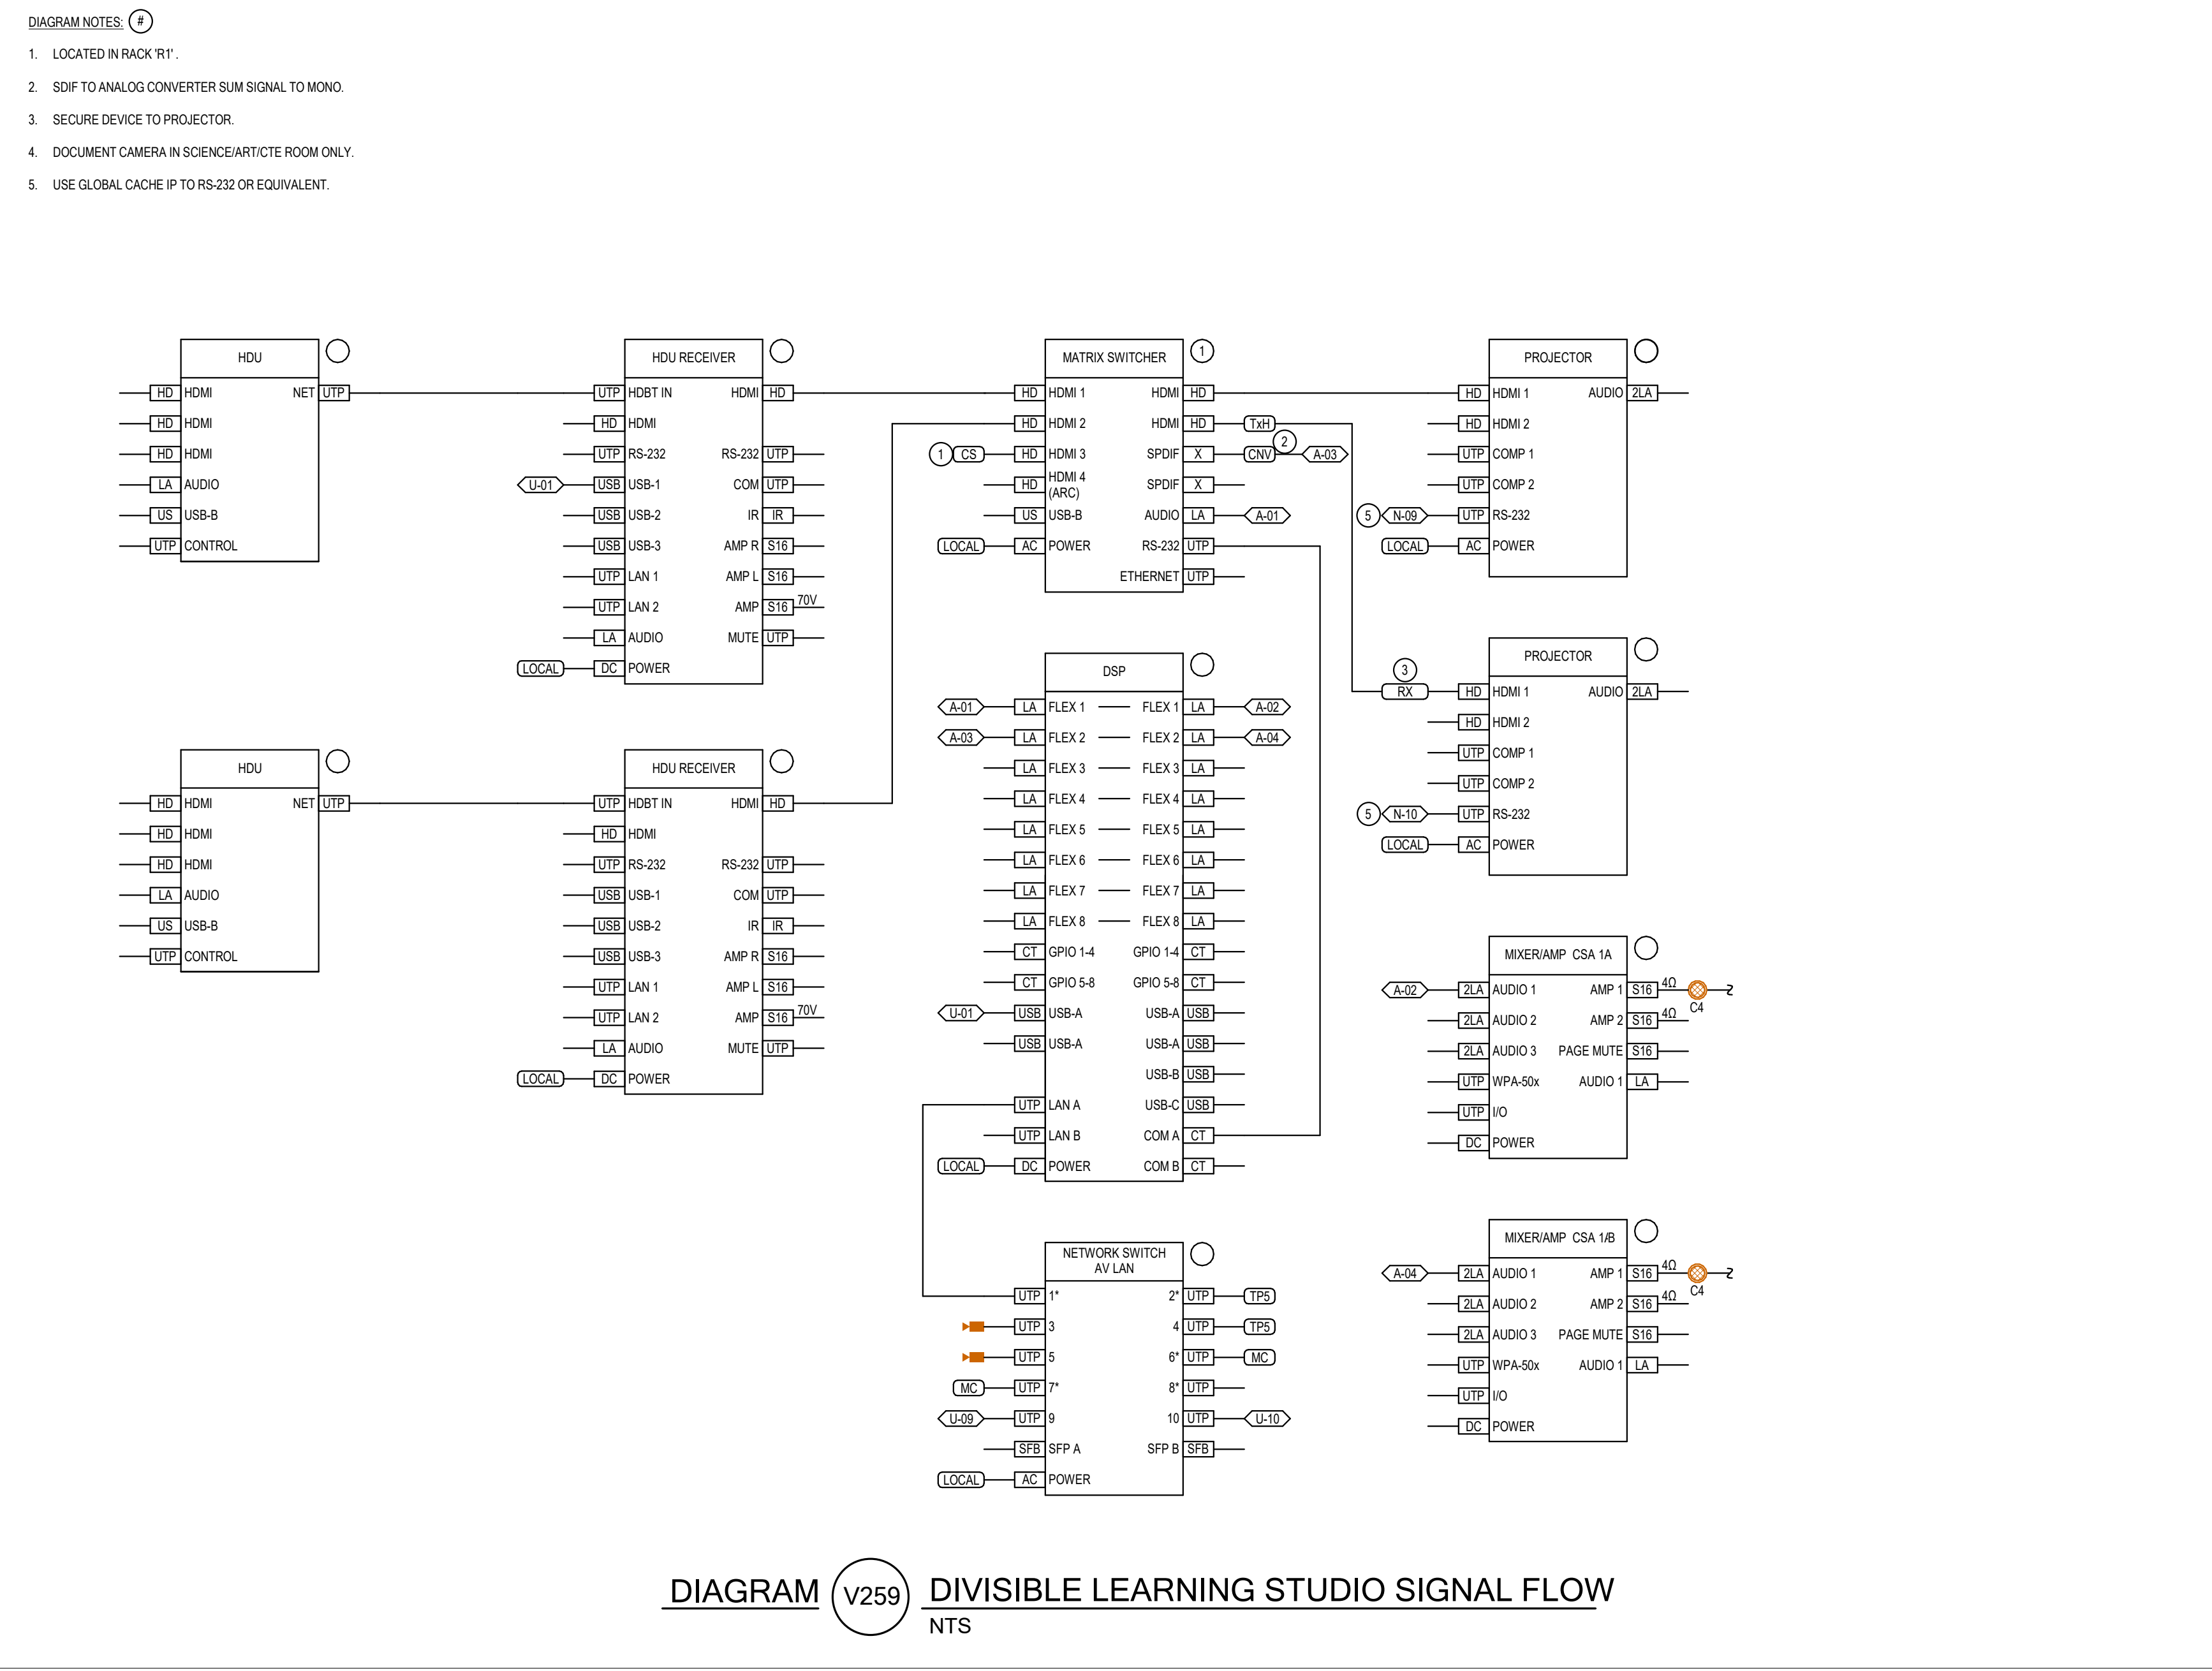 DIAGRAM NOTES: #
1. LOCATED IN RACK 'R1' .
2. SDIF TO ANALOG CONVERTER SUM SIGNAL TO MONO.
3. SECURE DEVICE TO PROJECTOR.
4. DOCUMENT CAMERA IN SCIENCE/ART/CTE ROOM ONLY.
5. USE GLOBAL CACHE IP TO RS-232 OR EQUIVALENT.
HDU
HD HDMI NET UTP
HD HDMI
HD HDMI
LA AUDIO
US USB-B
UTP CONTROL
HDU RECEIVER
UTP HDBT IN HDMI HD
HD HDMI
UTP RS-232 RS-232 UTP
U-01 USB USB-1 COM UTP
USB USB-2 IR IR
USB USB-3 AMP R S16
UTP LAN 1 AMP L S16
UTP LAN 2 AMP S16 70V
LA AUDIO MUTE UTP
LOCAL DC POWER
MATRIX SWITCHER 1
HD HDMI 1 HDMI HD
HD HDMI 2 HDMI HD TxH
1 CS HD HDMI 3 SPDIF X CNV 2 A-03
HD HDMI 4 (ARC) SPDIF X
US USB-B AUDIO LA A-01
LOCAL AC POWER RS-232 UTP
ETHERNET UTP
PROJECTOR
HD HDMI 1 AUDIO 2LA
HD HDMI 2
UTP COMP 1
UTP COMP 2
5 N-09 UTP RS-232
LOCAL AC POWER
HDU
HD HDMI NET UTP
HD HDMI
HD HDMI
LA AUDIO
US USB-B
UTP CONTROL
HDU RECEIVER
UTP HDBT IN HDMI HD
HD HDMI
UTP RS-232 RS-232 UTP
USB USB-1 COM UTP
USB USB-2 IR IR
USB USB-3 AMP R S16
UTP LAN 1 AMP L S16
UTP LAN 2 AMP S16 70V
LA AUDIO MUTE UTP
LOCAL DC POWER
DSP
A-01 LA FLEX 1 FLEX 1 LA A-02
A-03 LA FLEX 2 FLEX 2 LA A-04
LA FLEX 3 FLEX 3 LA
LA FLEX 4 FLEX 4 LA
LA FLEX 5 FLEX 5 LA
LA FLEX 6 FLEX 6 LA
LA FLEX 7 FLEX 7 LA
LA FLEX 8 FLEX 8 LA
CT GPIO 1-4 GPIO 1-4 CT
CT GPIO 5-8 GPIO 5-8 CT
U-01 USB USB-A USB-A USB
USB USB-A USB-A USB
USB-B USB
UTP LAN A USB-C USB
UTP LAN B COM A CT
LOCAL DC POWER COM B CT
PROJECTOR
3
RX HD HDMI 1 AUDIO 2LA
HD HDMI 2
UTP COMP 1
UTP COMP 2
5 N-10 UTP RS-232
LOCAL AC POWER
MIXER/AMP CSA 1A
A-02 2LA AUDIO 1 AMP 1 S16 4Ω C4
2LA AUDIO 2 AMP 2 S16 4Ω
2LA AUDIO 3 PAGE MUTE S16
UTP WPA-50x AUDIO 1 LA
UTP I/O
DC POWER
NETWORK SWITCH
AV LAN
UTP 1* 2* UTP TP5
UTP 3 4 UTP TP5
UTP 5 6* UTP MC
MC UTP 7* 8* UTP
U-09 UTP 9 10 UTP U-10
SFB SFP A SFP B SFB
LOCAL AC POWER
MIXER/AMP CSA 1/B
A-04 2LA AUDIO 1 AMP 1 S16 4Ω C4
2LA AUDIO 2 AMP 2 S16 4Ω
2LA AUDIO 3 PAGE MUTE S16
UTP WPA-50x AUDIO 1 LA
UTP I/O
DC POWER
DIAGRAM V259 DIVISIBLE LEARNING STUDIO SIGNAL FLOW
NTS